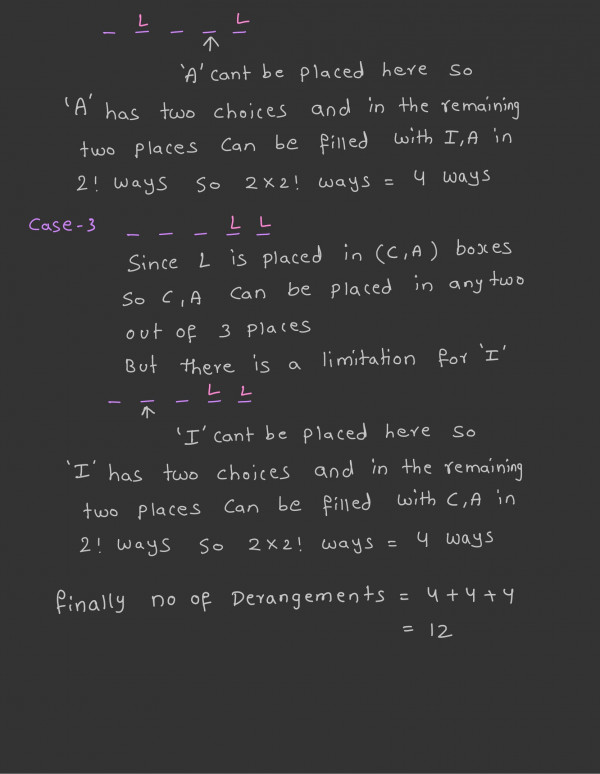 L L
_ _ _ _ _
↑
'A' cant be placed here so
'A' has two choices and in the remaining
two places Can be filled with I,A in
2! ways so 2×2! ways = 4 ways
Case-3 _ _ _ L L
Since L is placed in (C,A) boxes
so C,A Can be placed in any two
out of 3 places
But there is a limitation for 'I'
_ _ _ L L
↑
'I' cant be placed here so
'I' has two choices and in the remaining
two places Can be filled with C,A in
2! ways so 2×2! ways = 4 ways
finally no of Derangements = 4+4+4
= 12